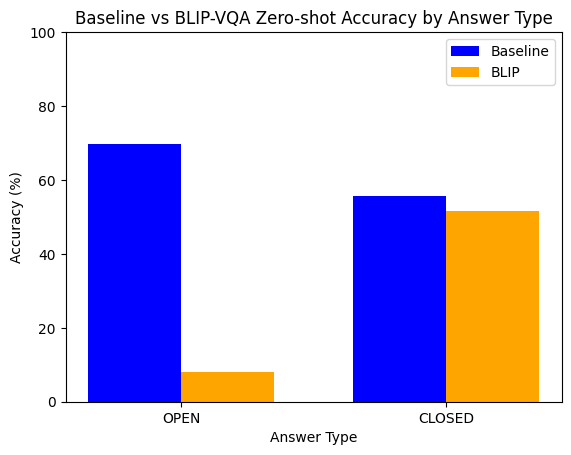 Baseline vs BLIP-VQA Zero-shot Accuracy by Answer Type
100
80
60
40
20
0
Accuracy (%)
Baseline
BLIP
OPEN
CLOSED
Answer Type